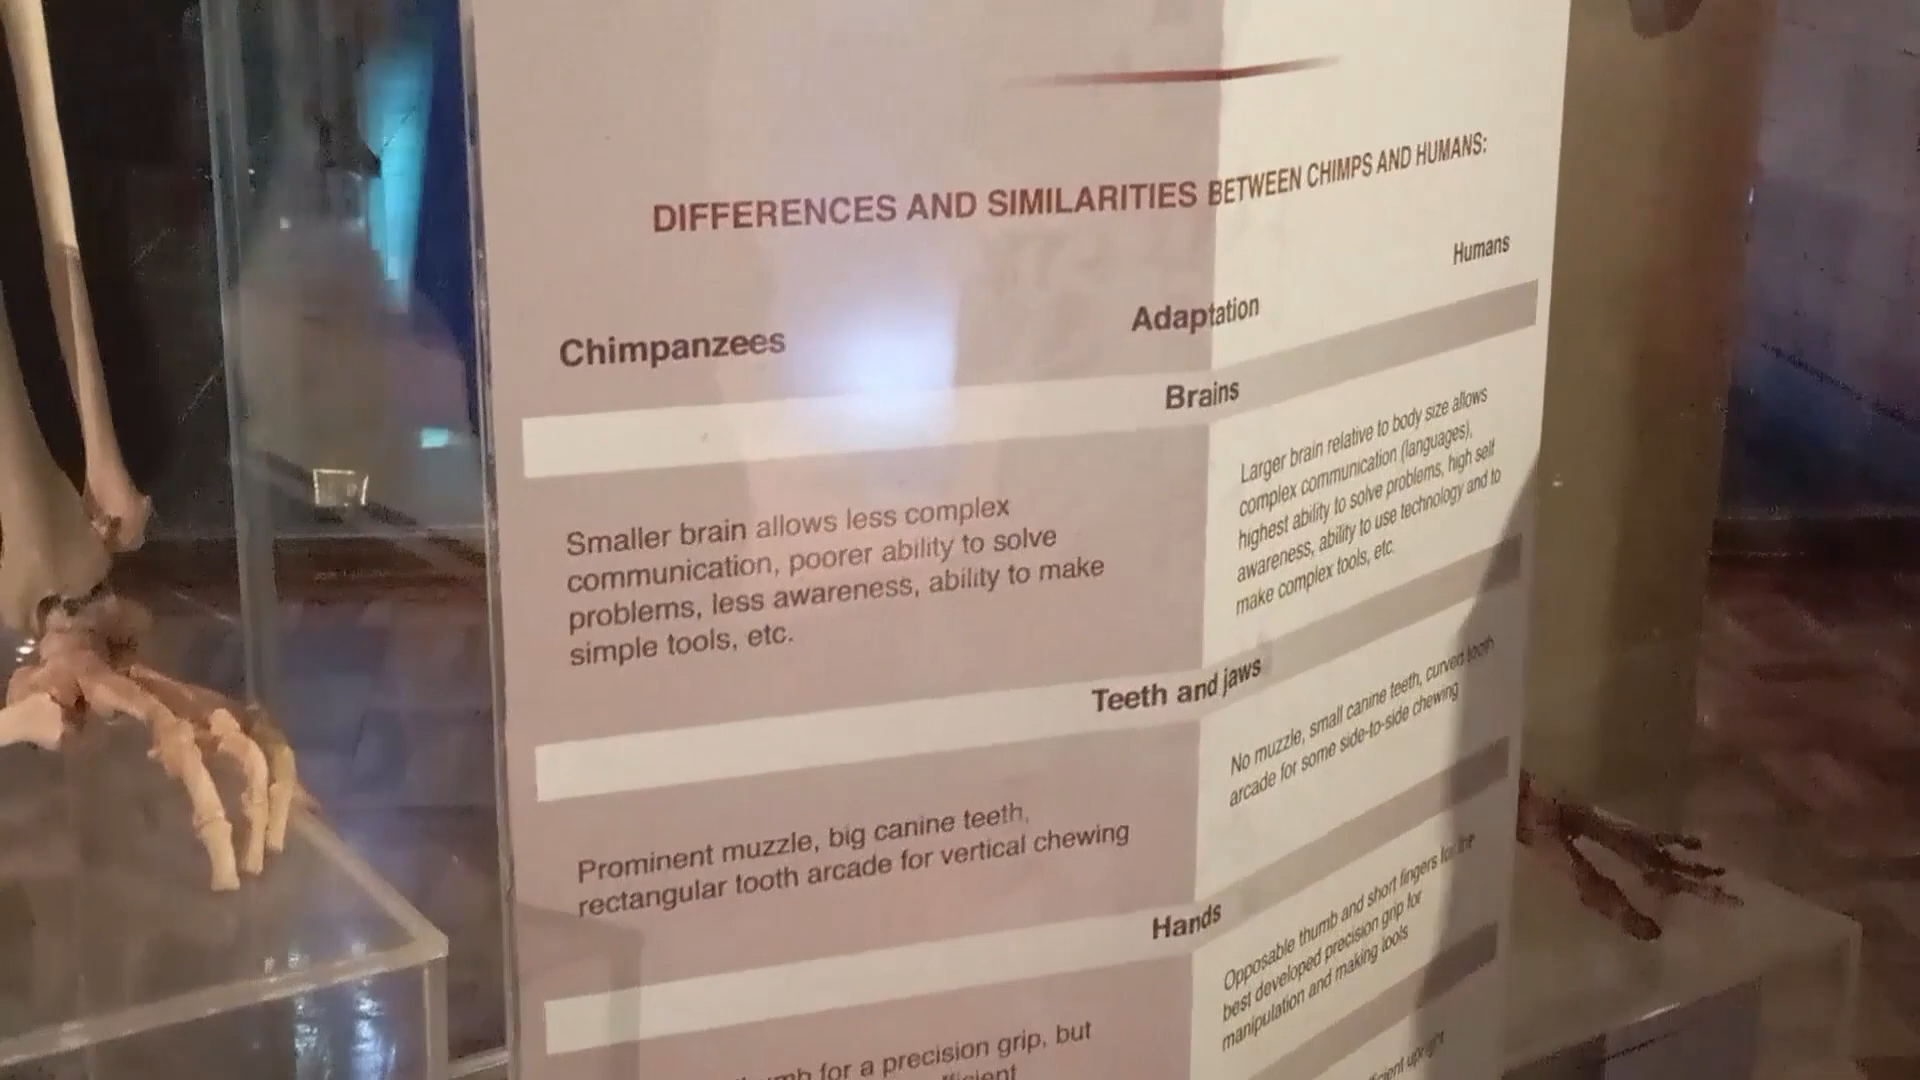 DIFFERENCES AND SIMILARITIES BETWEEN CHIMPS AND HUMANS:
Chimpanzees
Adaptation
Humans
Brains
Smaller brain allows less complex
communication, poorer ability to solve
problems, less awareness, ability to make
simple tools, etc.
Larger brain relative to body size allows
complex communication (languages),
highest ability to solve problems, high self
awareness, ability to use technology and to
make complex tools, etc.
Teeth and jaws
Prominent muzzle, big canine teeth,
rectangular tooth arcade for vertical chewing
No muzzle, small canine teeth, curved tooth
arcade for some side-to-side chewing
Hands
for a precision grip, but
Opposable thumb and short fingers for the
best developed precision grip for
manipulation and making tools
upright